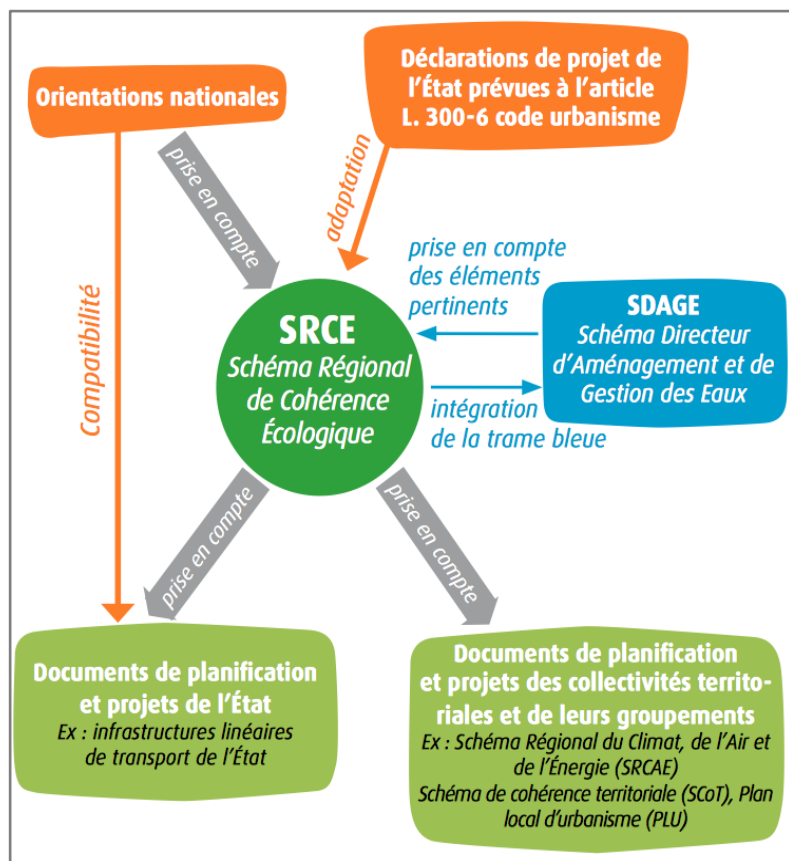 Orientations nationales
Déclarations de projet de
l'État prévues à l'article
L. 300-6 code urbanisme
prise en compte
adaptation
Compatibilité
prise en compte
des éléments
pertinents
SRCE
Schéma Régional
de Cohérence
Écologique
SDAGE
Schéma Directeur
d'Aménagement et de
Gestion des Eaux
intégration
de la trame bleue
prise en compte
prise en compte
Documents de planification
et projets de l'État
Ex : infrastructures linéaires
de transport de l'État
Documents de planification
et projets des collectivités territo-
riales et de leurs groupements
Ex : Schéma Régional du Climat, de l'Air et
de l'Énergie (SRCAE)
Schéma de cohérence territoriale (SCoT), Plan
local d'urbanisme (PLU)